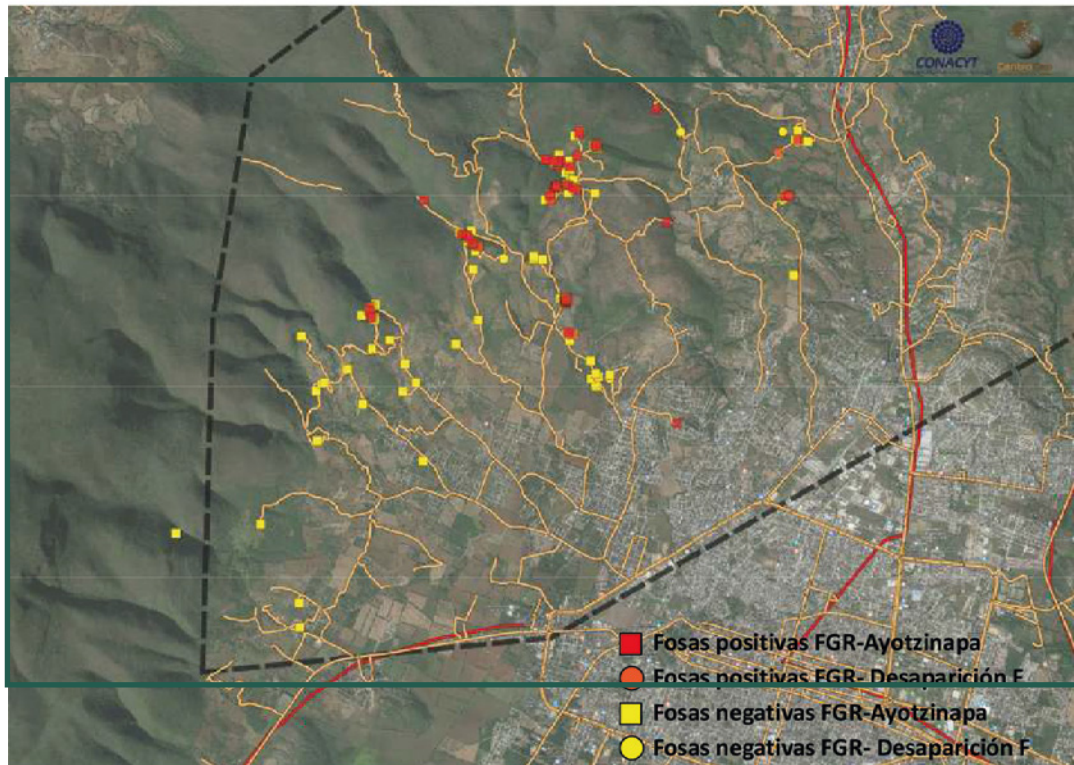 CONACYT
Fosas positivas FGR-Ayotzinapa
Fosas positivas FGR- Desaparición F
Fosas negativas FGR-Ayotzinapa
Fosas negativas FGR- Desaparición F